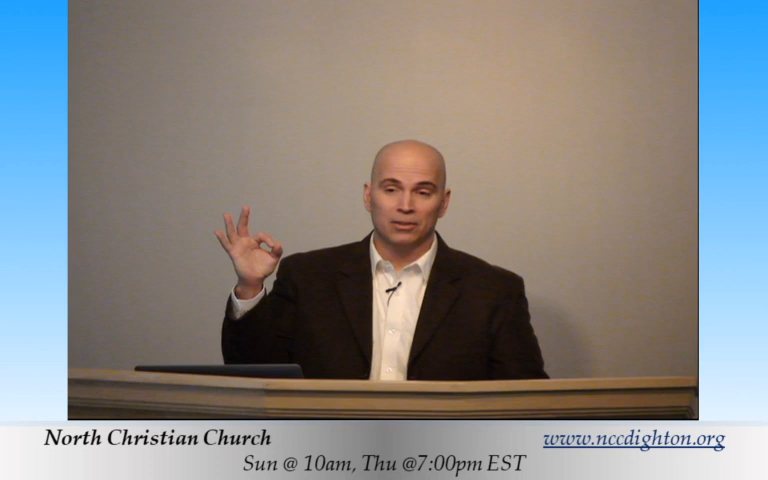 North Christian Church
www.nccdighton.org
Sun @ 10am, Thu @7:00pm EST